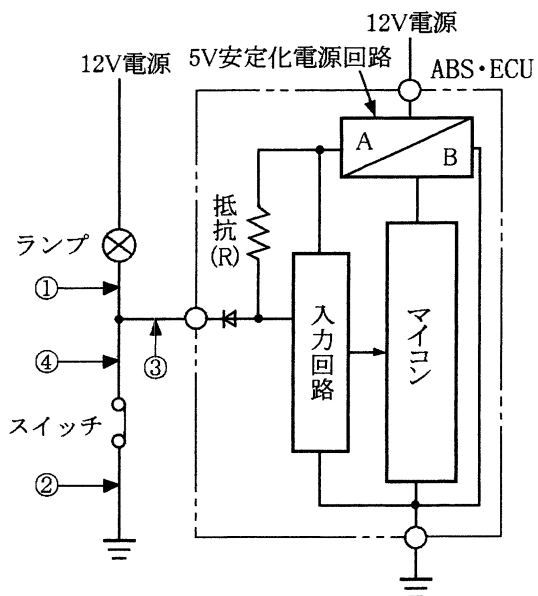 12V電源
5V安定化電源回路
12V電源
ABS・ECU
A
B
抵抗(R)
ランプ
①
③
④
入力回路
マイコン
スイッチ
②